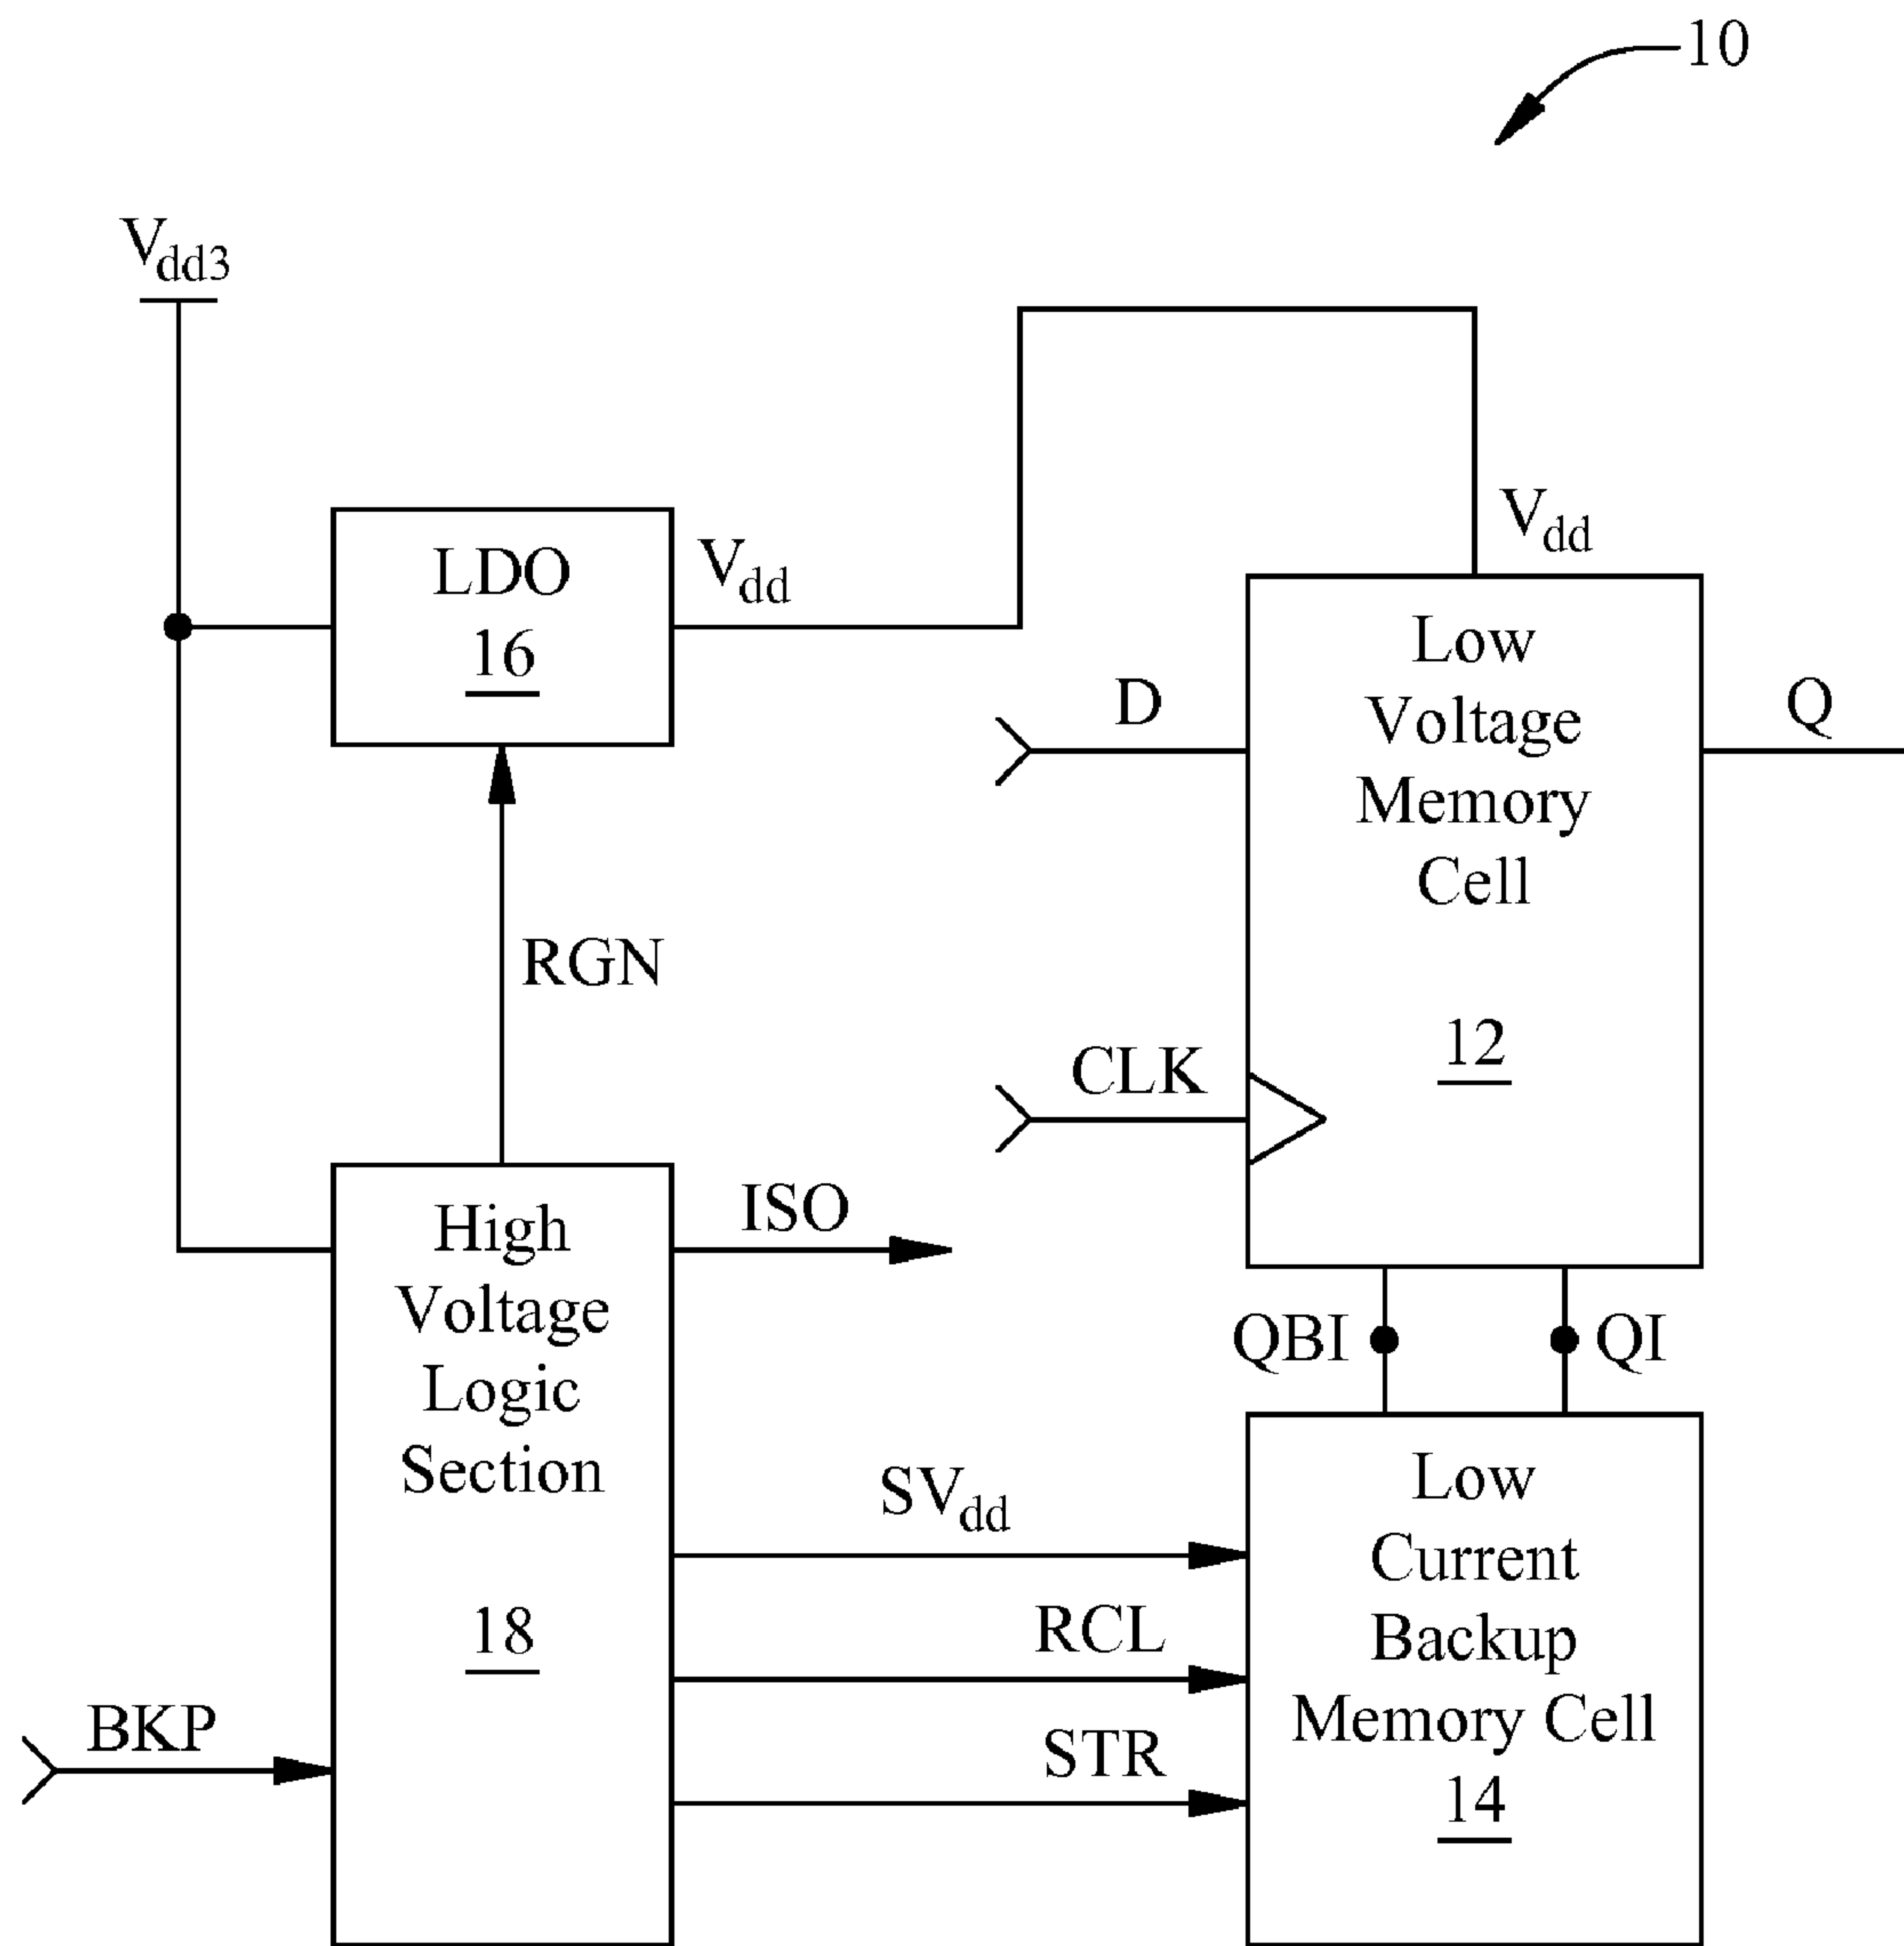 10
Vdd3
LDO
16
Vdd
Vdd
Low
Voltage
Memory
Cell
12
D
Q
CLK
RGN
High
Voltage
Logic
Section
18
ISO
QBI
QI
SVdd
RCL
STR
BKP
Low
Current
Backup
Memory Cell
14